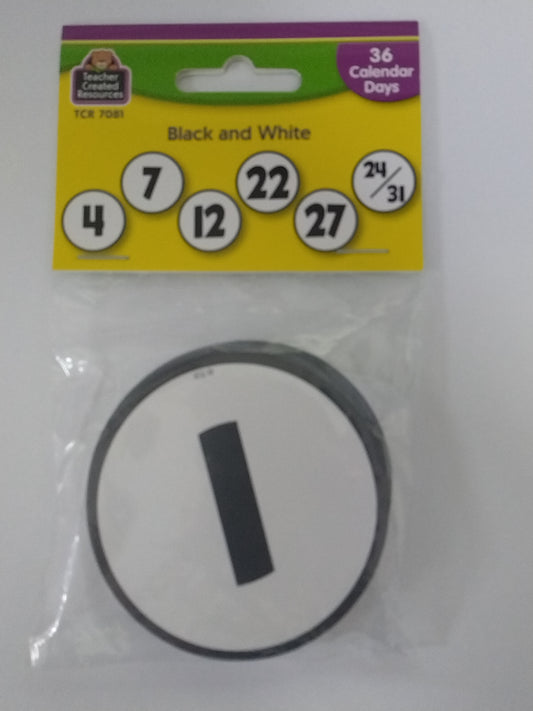 36
Calendar
Days
Teacher
Created
Resources
TCR 7081
Black and White
7
22
24/31
4
12
27
1